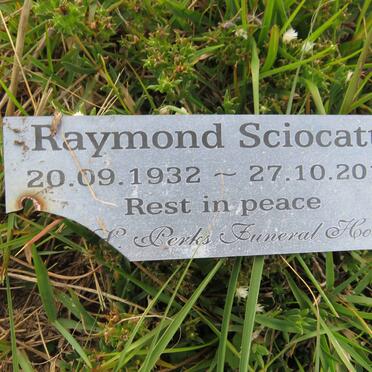 Raymond Sciocatt
20.09.1932 ~ 27.10.20
Rest in peace
Perks Funeral Ho